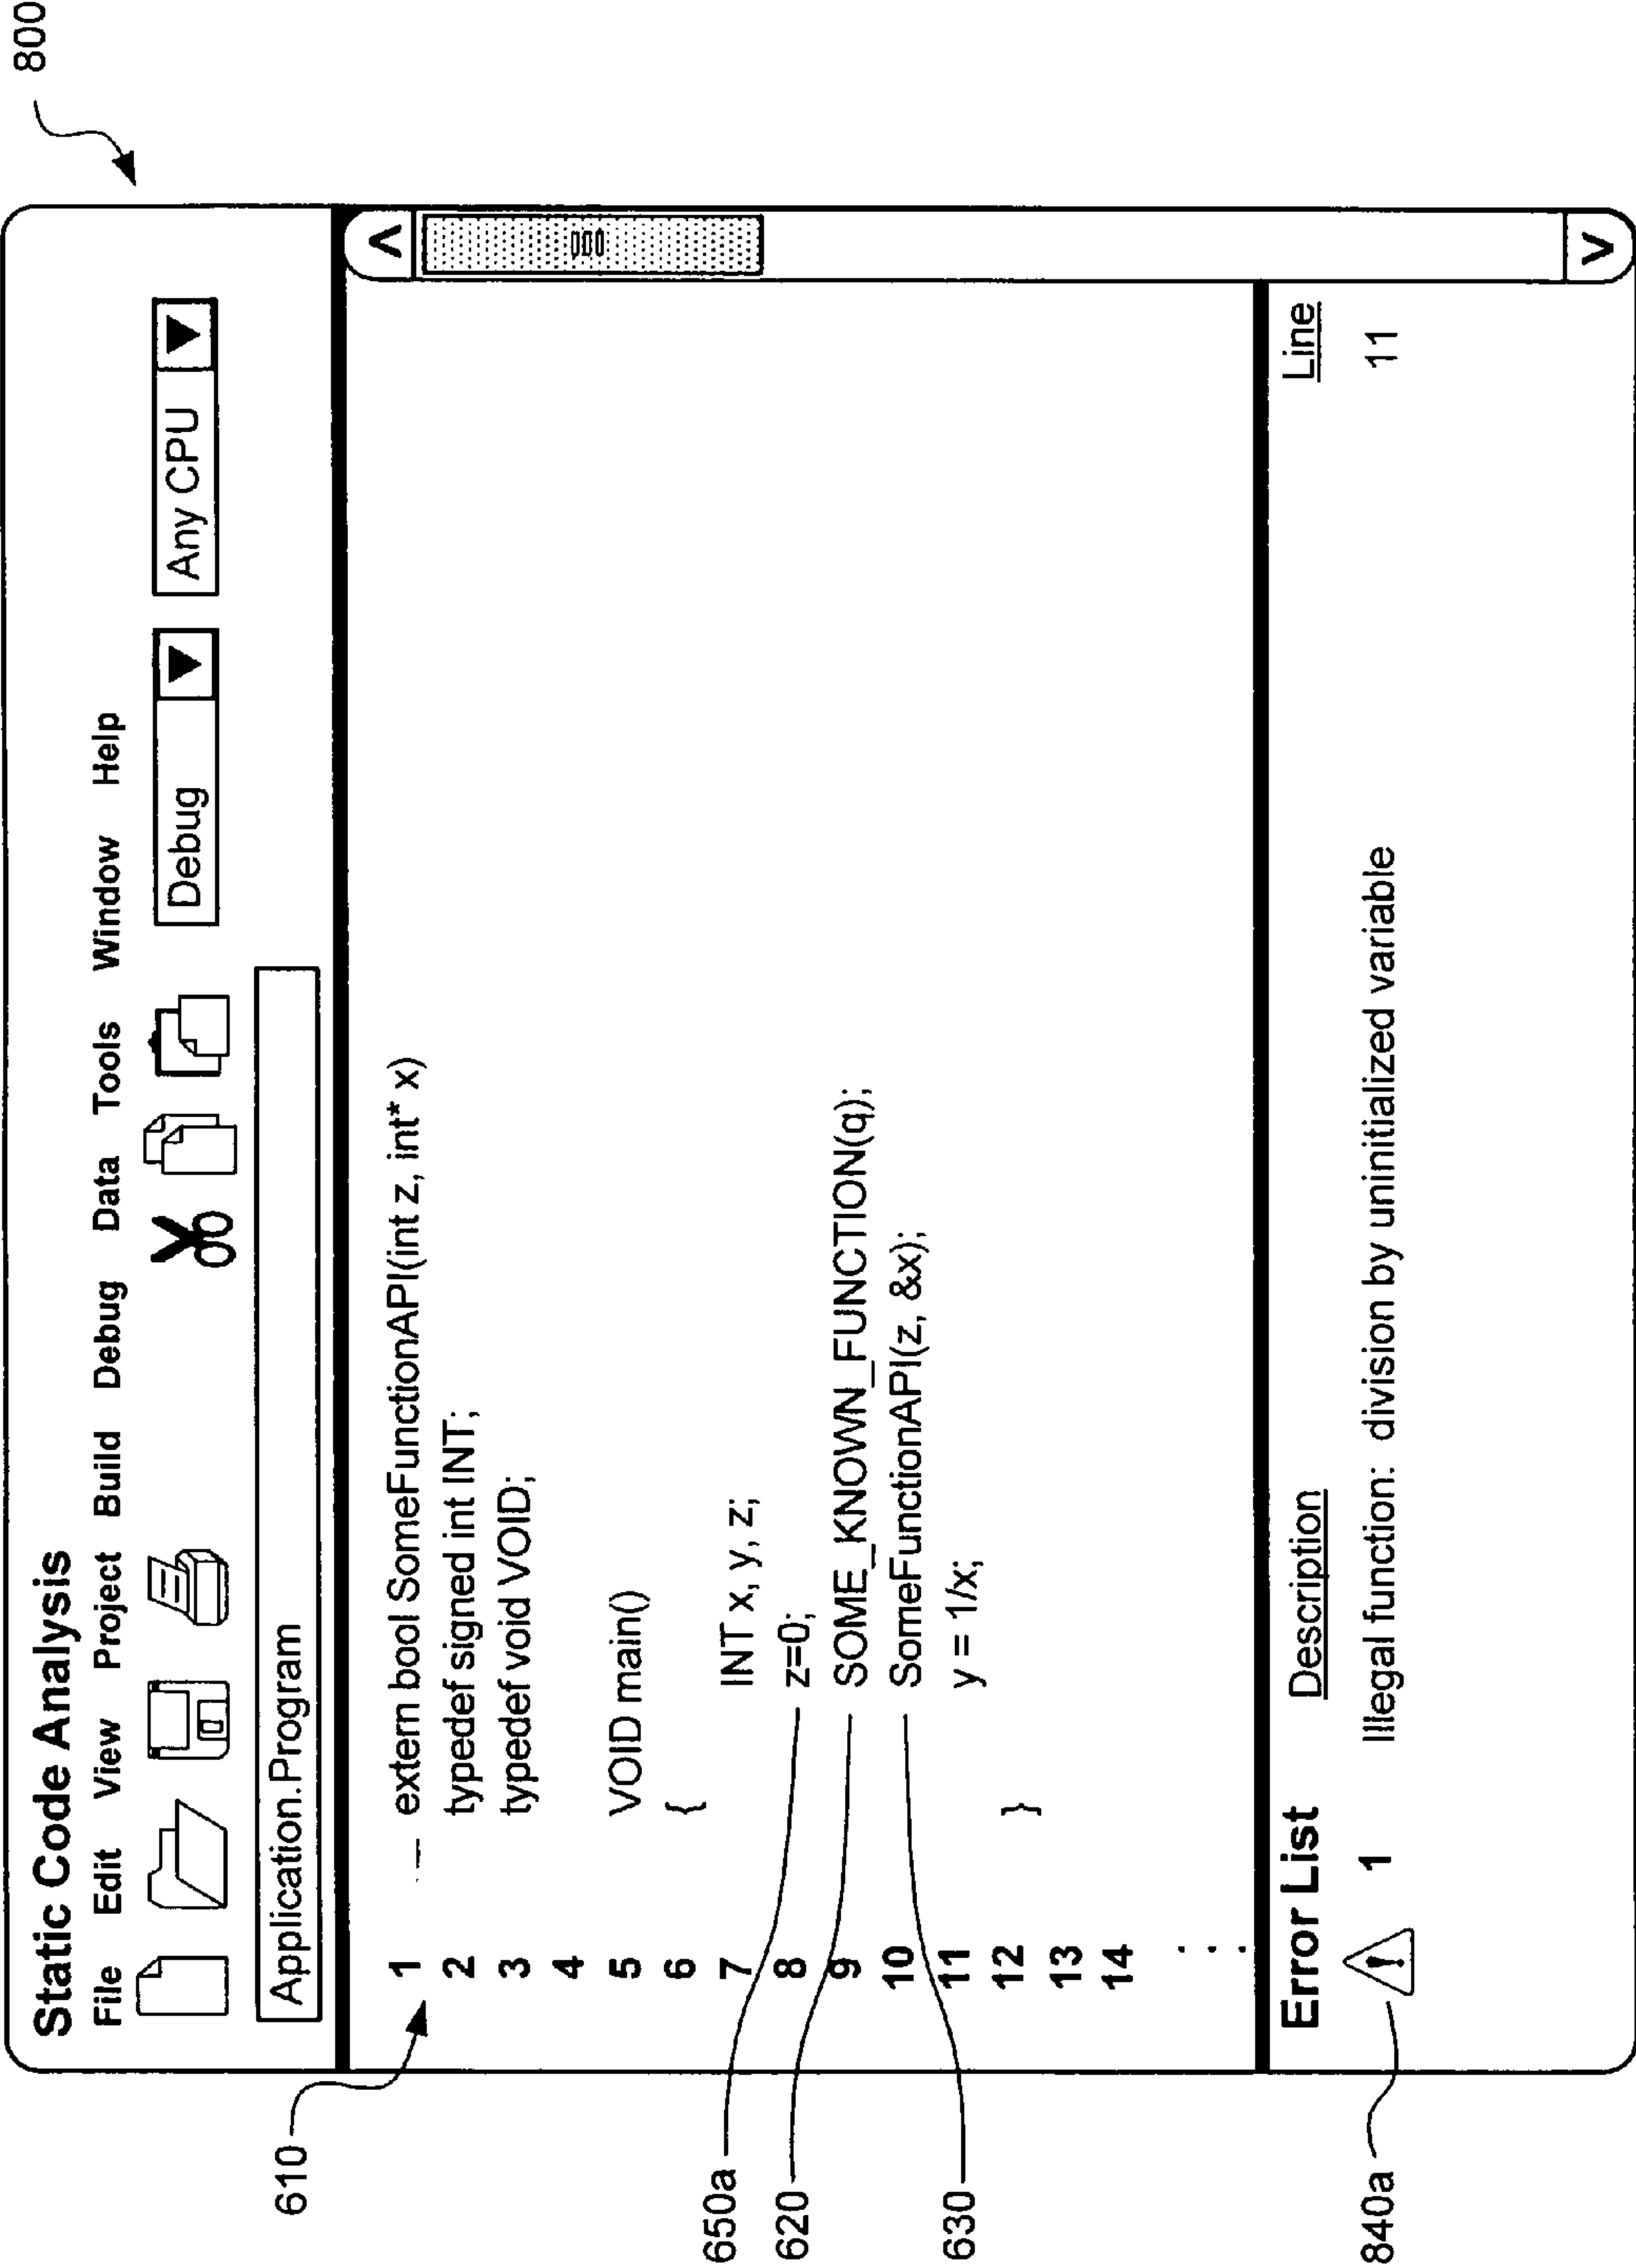 800
Static Code Analysis
File Edit View Project Build Debug Data Tools Window Help
Debug Any CPU
Application.Program
610
1 extern bool SomeFunctionAPI(int z, int* x)
2 typedef signed int INT;
3 typedef void VOID;
4
5 VOID main()
6 {
7 INT x, y, z;
650a
8 z=0;
620
9 SOME_KNOWN_FUNCTION(q);
10 SomeFunctionAPI(z, &x);
630
11 y = 1/x;
12 }
13
14
Error List Description Line
840a
1 Illegal function: division by uninitialized variable 11